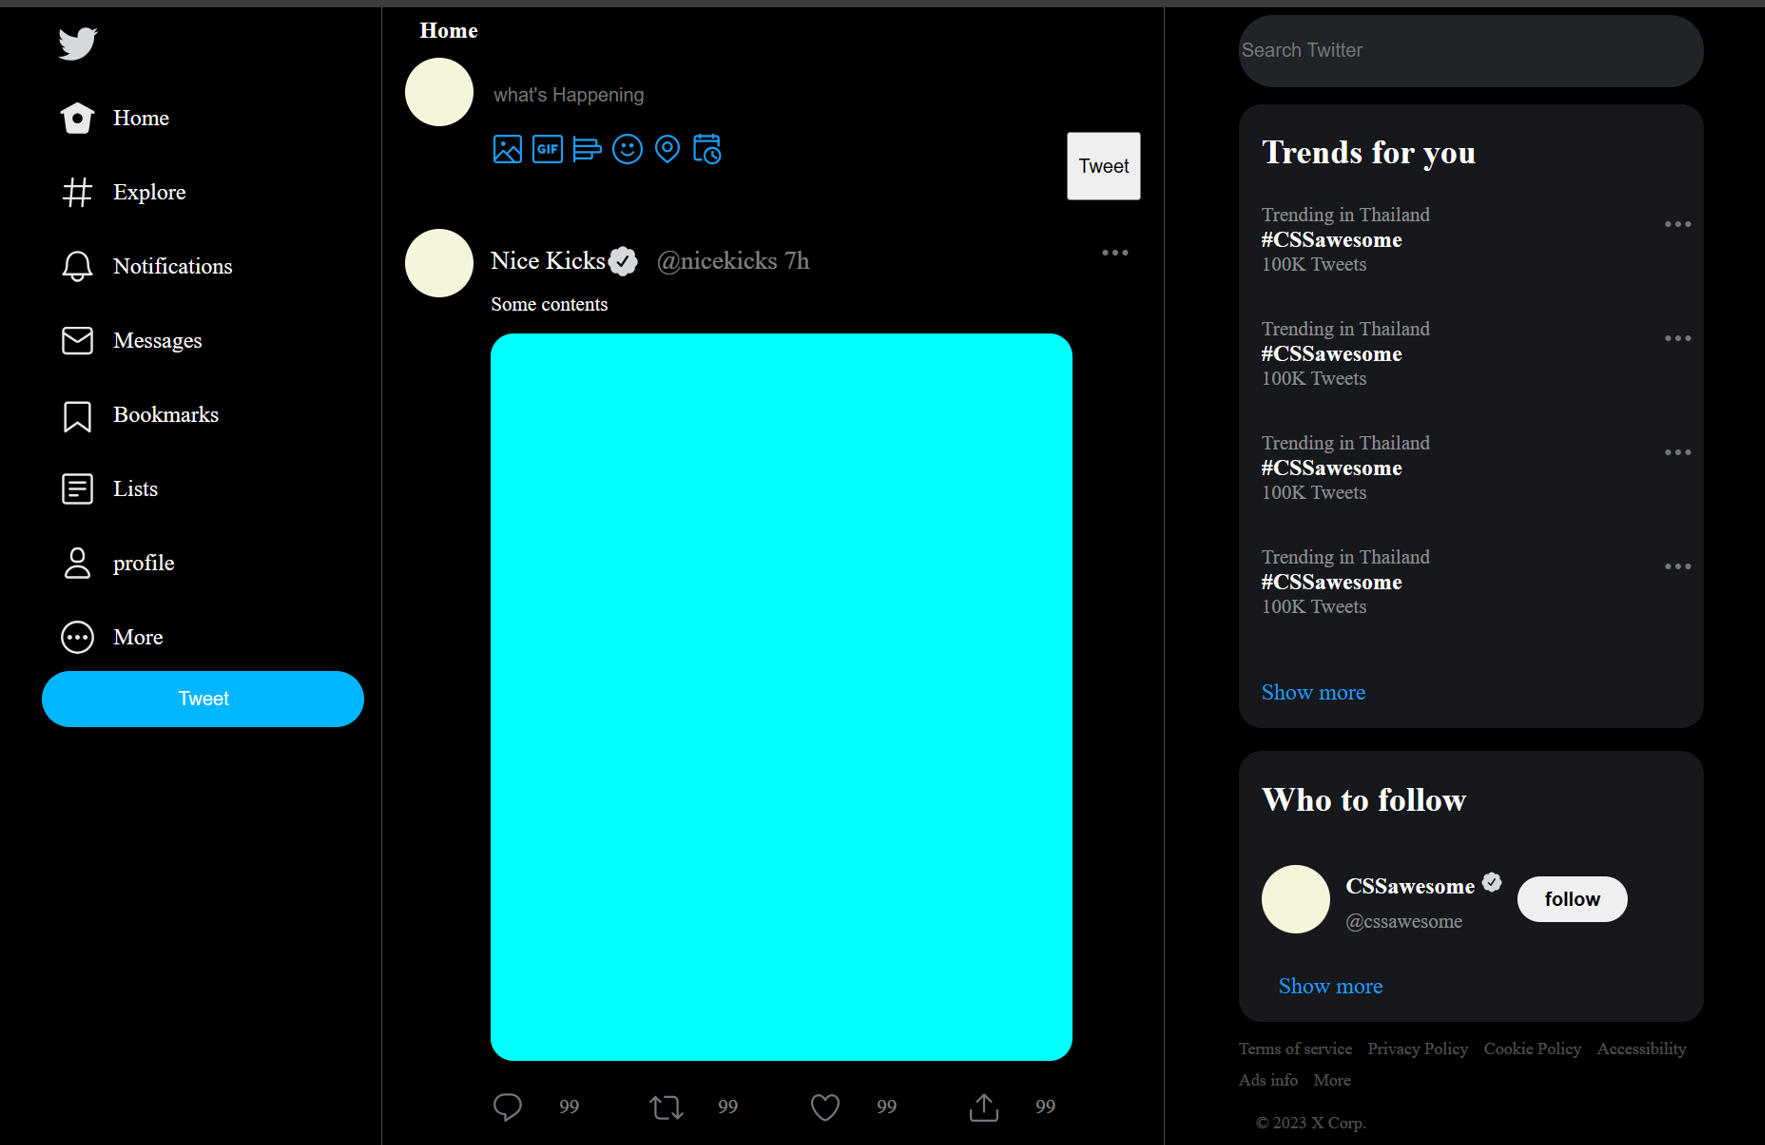 Home
Explore
Notifications
Messages
Bookmarks
Lists
profile
More
Tweet
Home
what's Happening
GIF
Tweet
Nice Kicks @nicekicks 7h
Some contents
99 99 99 99
Search Twitter
Trends for you
Trending in Thailand
#CSSawesome
100K Tweets
Trending in Thailand
#CSSawesome
100K Tweets
Trending in Thailand
#CSSawesome
100K Tweets
Trending in Thailand
#CSSawesome
100K Tweets
Show more
Who to follow
CSSawesome
@cssawesome
follow
Show more
Terms of service Privacy Policy Cookie Policy Accessibility
Ads info More
© 2023 X Corp.